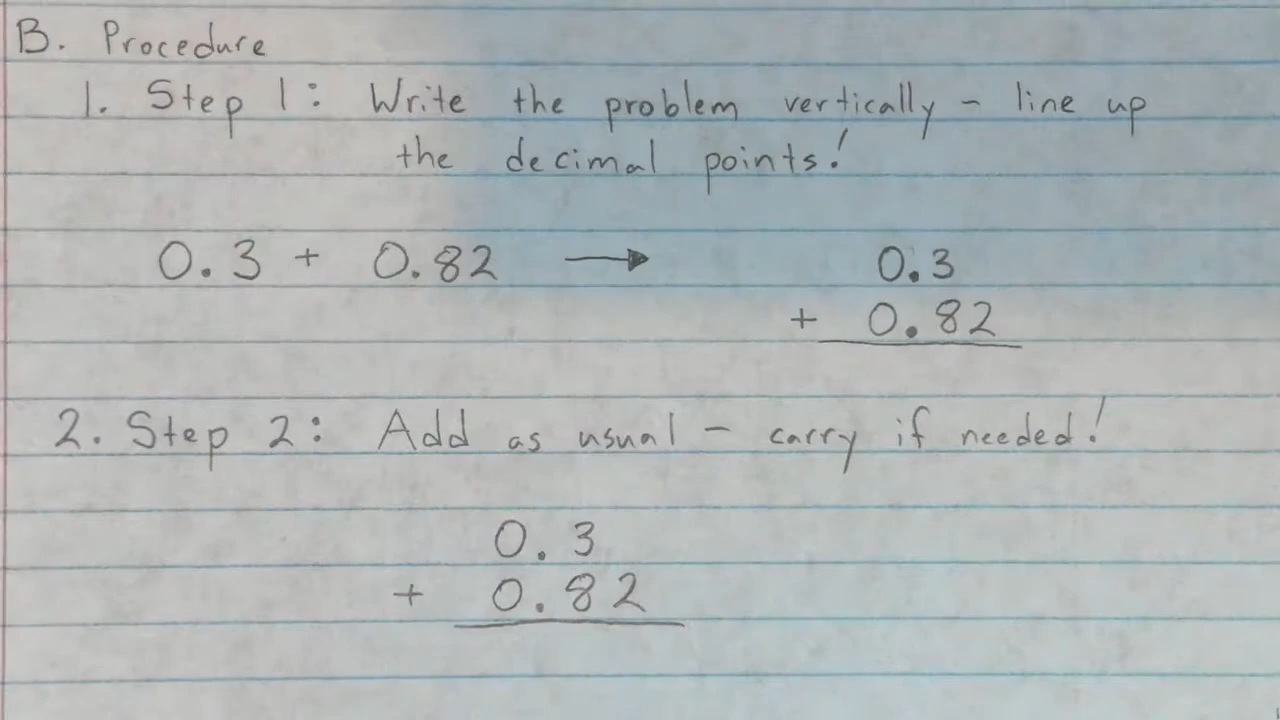 B. Procedure
1. Step 1: Write the problem vertically - line up
the decimal points!
0.3 + 0.82 → 0.3
+ 0.82
2. Step 2: Add as usual - carry if needed!
0.3
+ 0.82